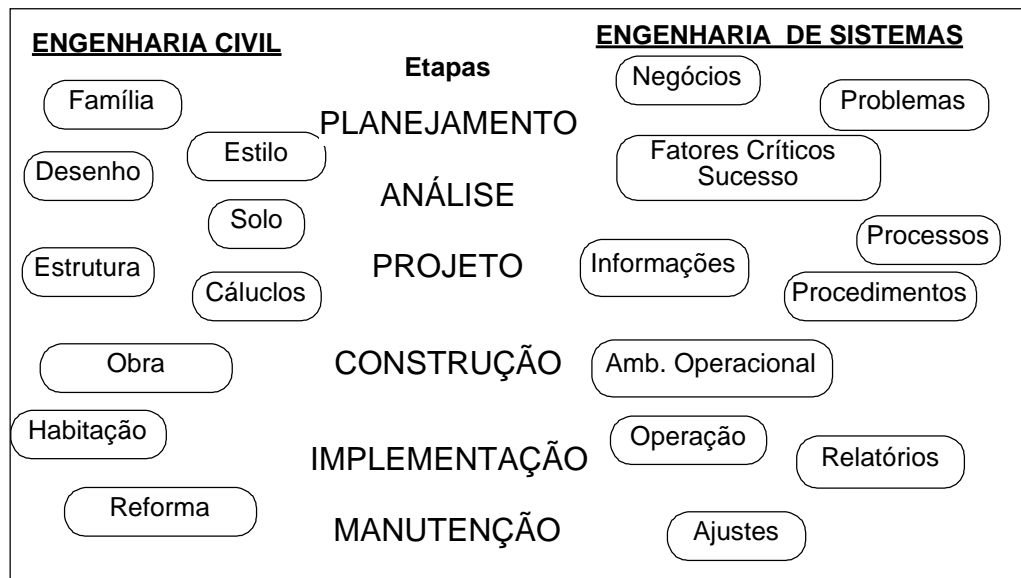 ENGENHARIA CIVIL
Família
Desenho
Estilo
Solo
Estrutura
Cáluclos
Obra
Habitação
Reforma
Etapas
PLANEJAMENTO
ANÁLISE
PROJETO
CONSTRUÇÃO
IMPLEMENTAÇÃO
MANUTENÇÃO
ENGENHARIA DE SISTEMAS
Negócios
Problemas
Fatores Críticos
Sucesso
Processos
Informações
Procedimentos
Amb. Operacional
Operação
Relatórios
Ajustes